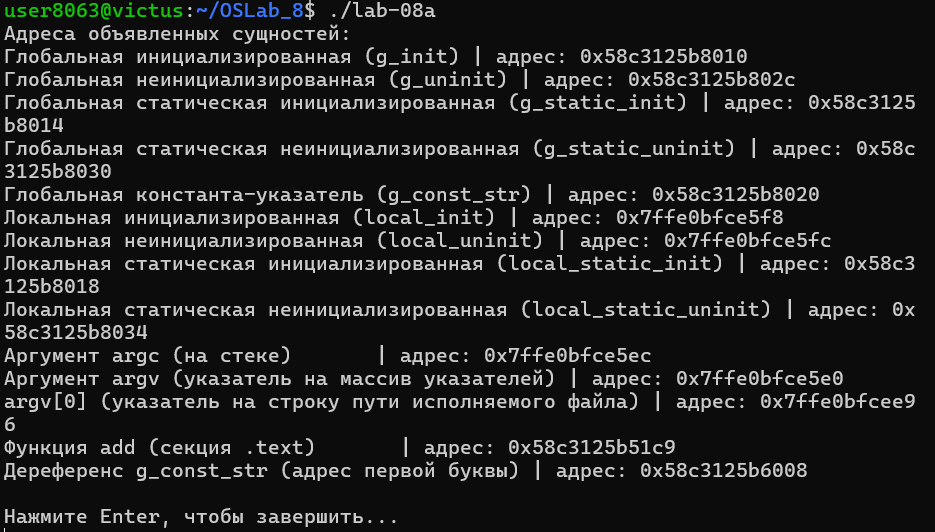 user8063@victus:~/OSLab_8$ ./lab-08a
Адреса объявленных сущностей:
Глобальная инициализированная (g_init) | адрес: 0x58c3125b8010
Глобальная неинициализированная (g_uninit) | адрес: 0x58c3125b802c
Глобальная статическая инициализированная (g_static_init) | адрес: 0x58c3125
b8014
Глобальная статическая неинициализированная (g_static_uninit) | адрес: 0x58c
3125b8030
Глобальная константа-указатель (g_const_str) | адрес: 0x58c3125b8020
Локальная инициализированная (local_init) | адрес: 0x7ffe0bfce5f8
Локальная неинициализированная (local_uninit) | адрес: 0x7ffe0bfce5fc
Локальная статическая инициализированная (local_static_init) | адрес: 0x58c3
125b8018
Локальная статическая неинициализированная (local_static_uninit) | адрес: 0x
58c3125b8034
Аргумент argc (на стеке)       | адрес: 0x7ffe0bfce5ec
Аргумент argv (указатель на массив указателей) | адрес: 0x7ffe0bfce5e0
argv[0] (указатель на строку пути исполняемого файла) | адрес: 0x7ffe0bfcee9
6
Функция add (секция .text)       | адрес: 0x58c3125b51c9
Дереференс g_const_str (адрес первой буквы) | адрес: 0x58c3125b6008
Нажмите Enter, чтобы завершить...